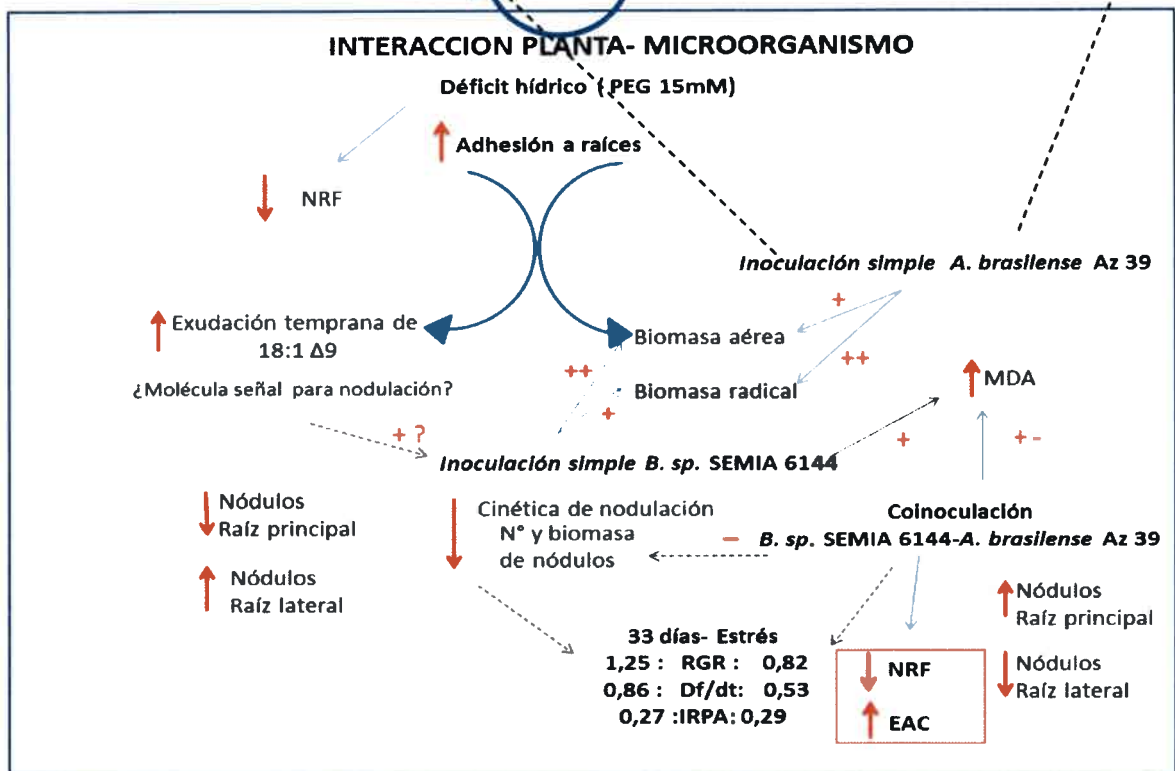 INTERACCION PLANTA- MICROORGANISMO
Déficit hídrico ( PEG 15mM)
Adhesión a raíces
NRF
Inoculación simple A. brasilense Az 39
+
Exudación temprana de
18:1 Δ9
Biomasa aérea
++
++
¿Molécula señal para nodulación?
Biomasa radical
MDA
+
+ ?
+
+ -
Inoculación simple B. sp. SEMIA 6144
Nódulos
Raíz principal
Cinética de nodulación
N° y biomasa
de nódulos
-
Coinoculación
B. sp. SEMIA 6144-A. brasilense Az 39
Nódulos
Raíz lateral
Nódulos
Raíz principal
33 días- Estrés
1,25 : RGR : 0,82
0,86 : Df/dt: 0,53
0,27 :IRPA: 0,29
NRF
EAC
Nódulos
Raíz lateral